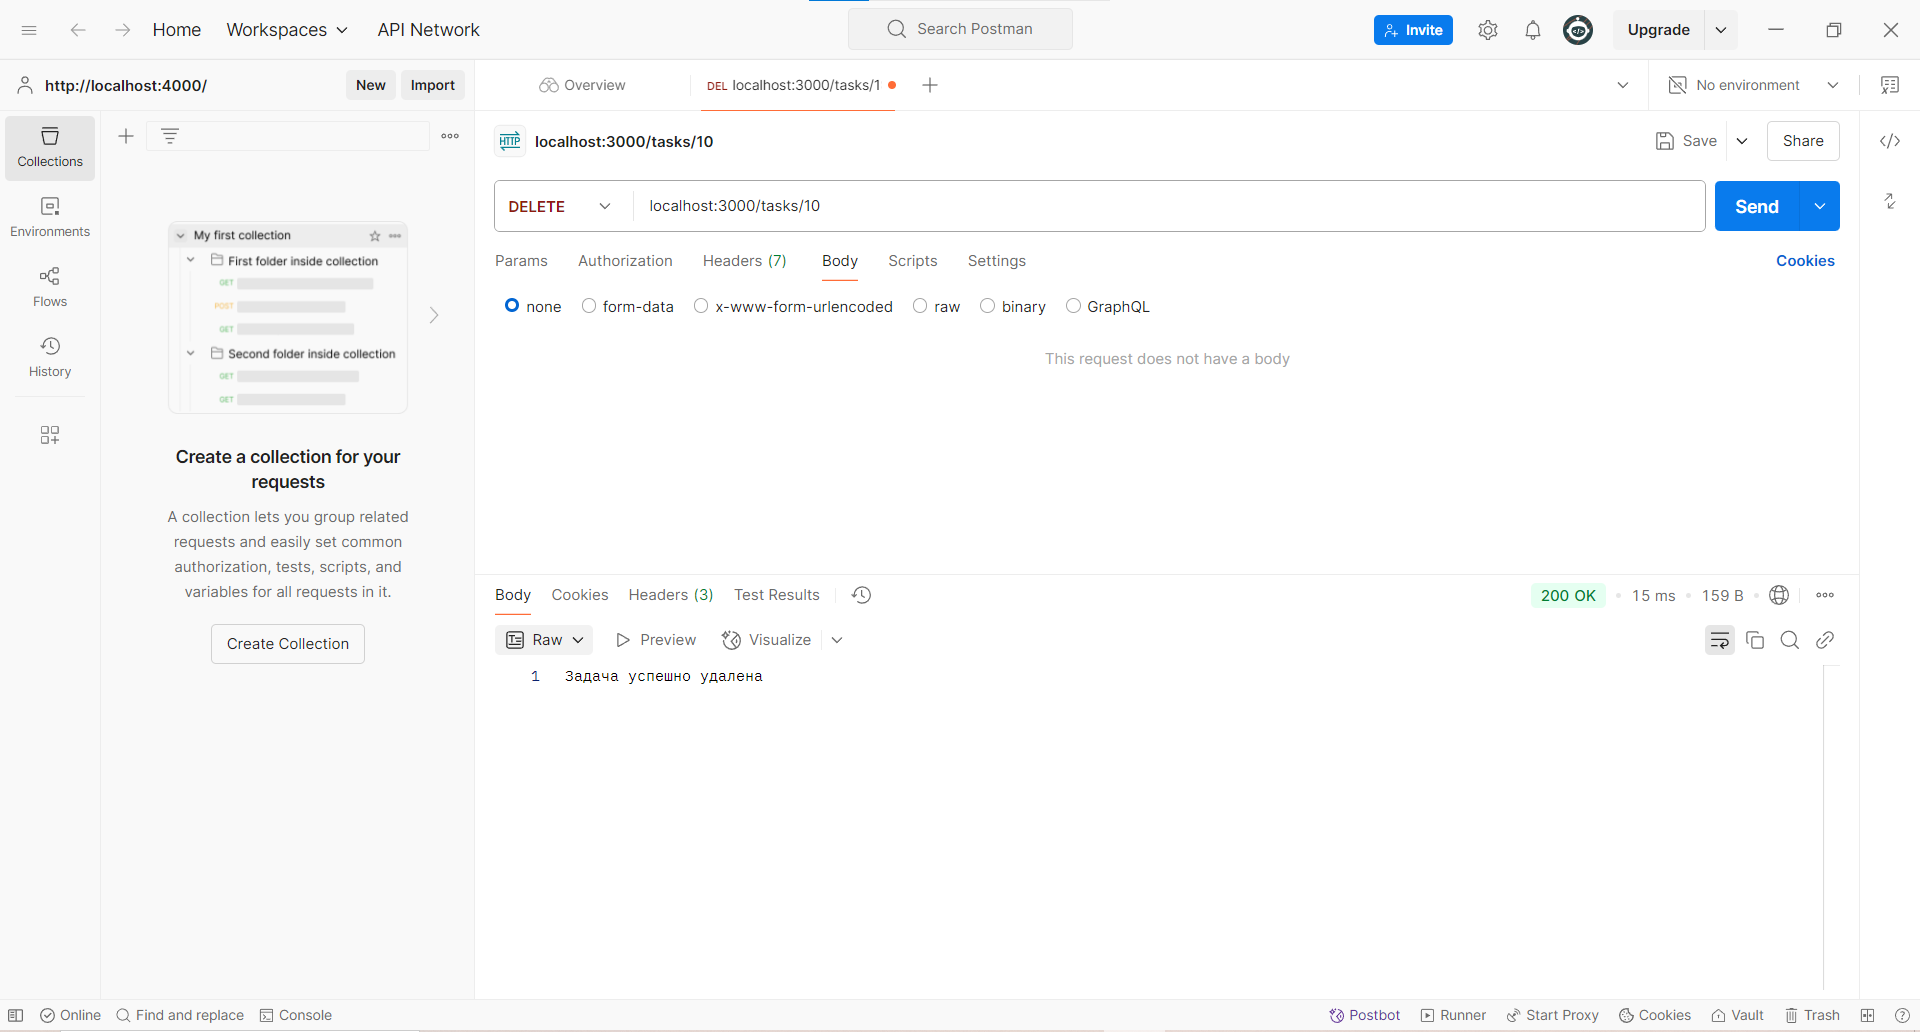 Home Workspaces API Network
Search Postman
Invite
Upgrade
http://localhost:4000/
New Import
Overview
DEL localhost:3000/tasks/1
No environment
Collections
Environments
Flows
History
My first collection
First folder inside collection
GET
POST
GET
Second folder inside collection
GET
GET
Create a collection for your
requests
A collection lets you group related
requests and easily set common
authorization, tests, scripts, and
variables for all requests in it.
Create Collection
HTTP localhost:3000/tasks/10
Save Share
DELETE localhost:3000/tasks/10
Send
Params Authorization Headers (7) Body Scripts Settings Cookies
none form-data x-www-form-urlencoded raw binary GraphQL
This request does not have a body
Body Cookies Headers (3) Test Results
200 OK 15 ms 159 B
Raw Preview Visualize
1 Задача успешно удалена
Online Find and replace Console
Postbot Runner Start Proxy Cookies Vault Trash